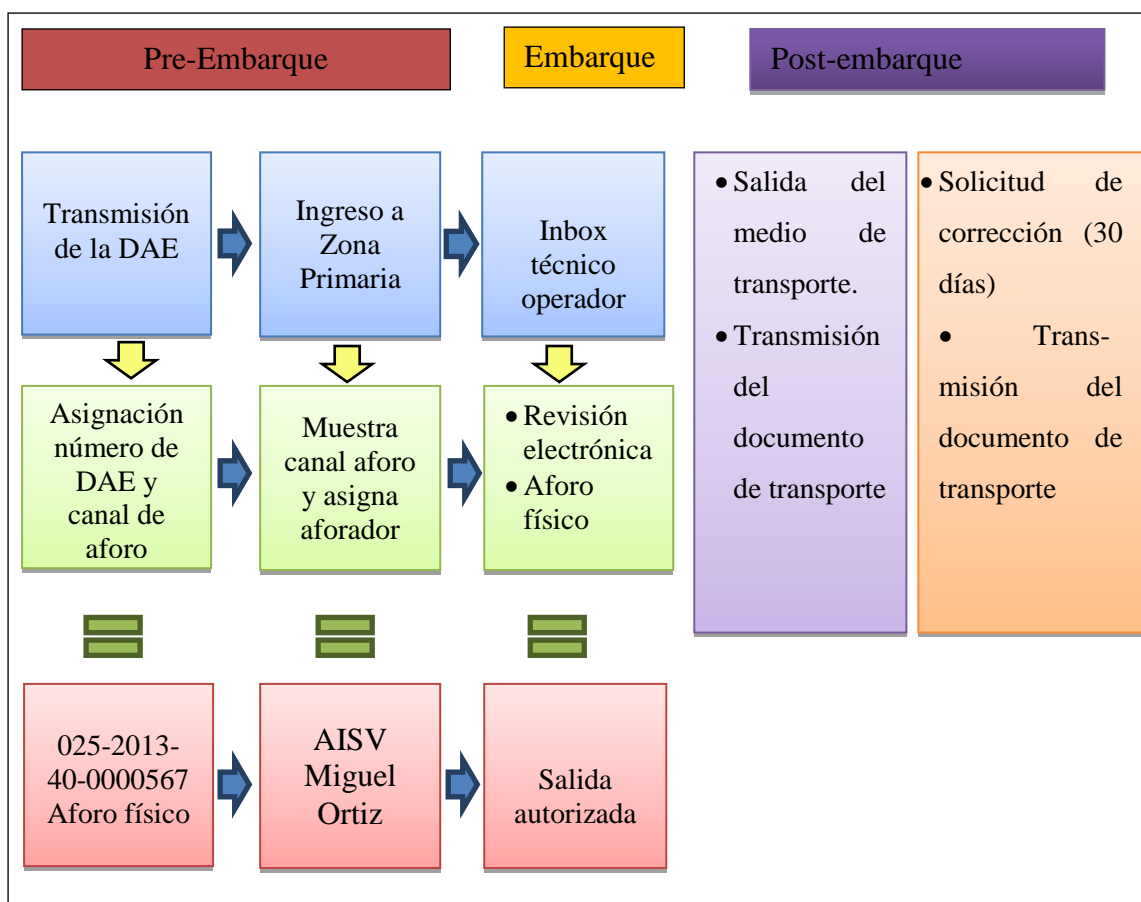 Pre-Embarque
Embarque
Post-embarque
Transmisión
de la DAE
Ingreso a
Zona
Primaria
Inbox
técnico
operador
Asignación
número de
DAE y
canal de
aforo
Muestra
canal aforo
y asigna
aforador
• Revisión
electrónica
• Aforo
físico
025-2013-
40-0000567
Aforo físico
AISV
Miguel
Ortiz
Salida
autorizada
• Salida del
medio de
transporte.
• Transmisión
del
documento
de transporte
• Solicitud de
corrección (30
días)
• Trans-
misión del
documento de
transporte